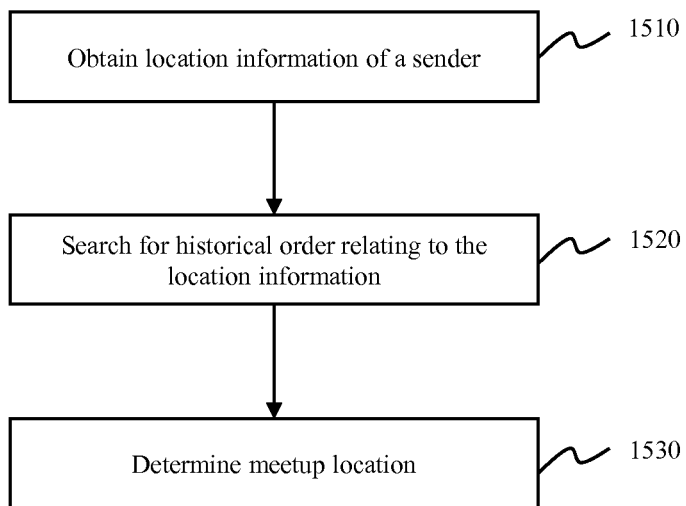 1510
Obtain location information of a sender
1520
Search for historical order relating to the
location information
1530
Determine meetup location